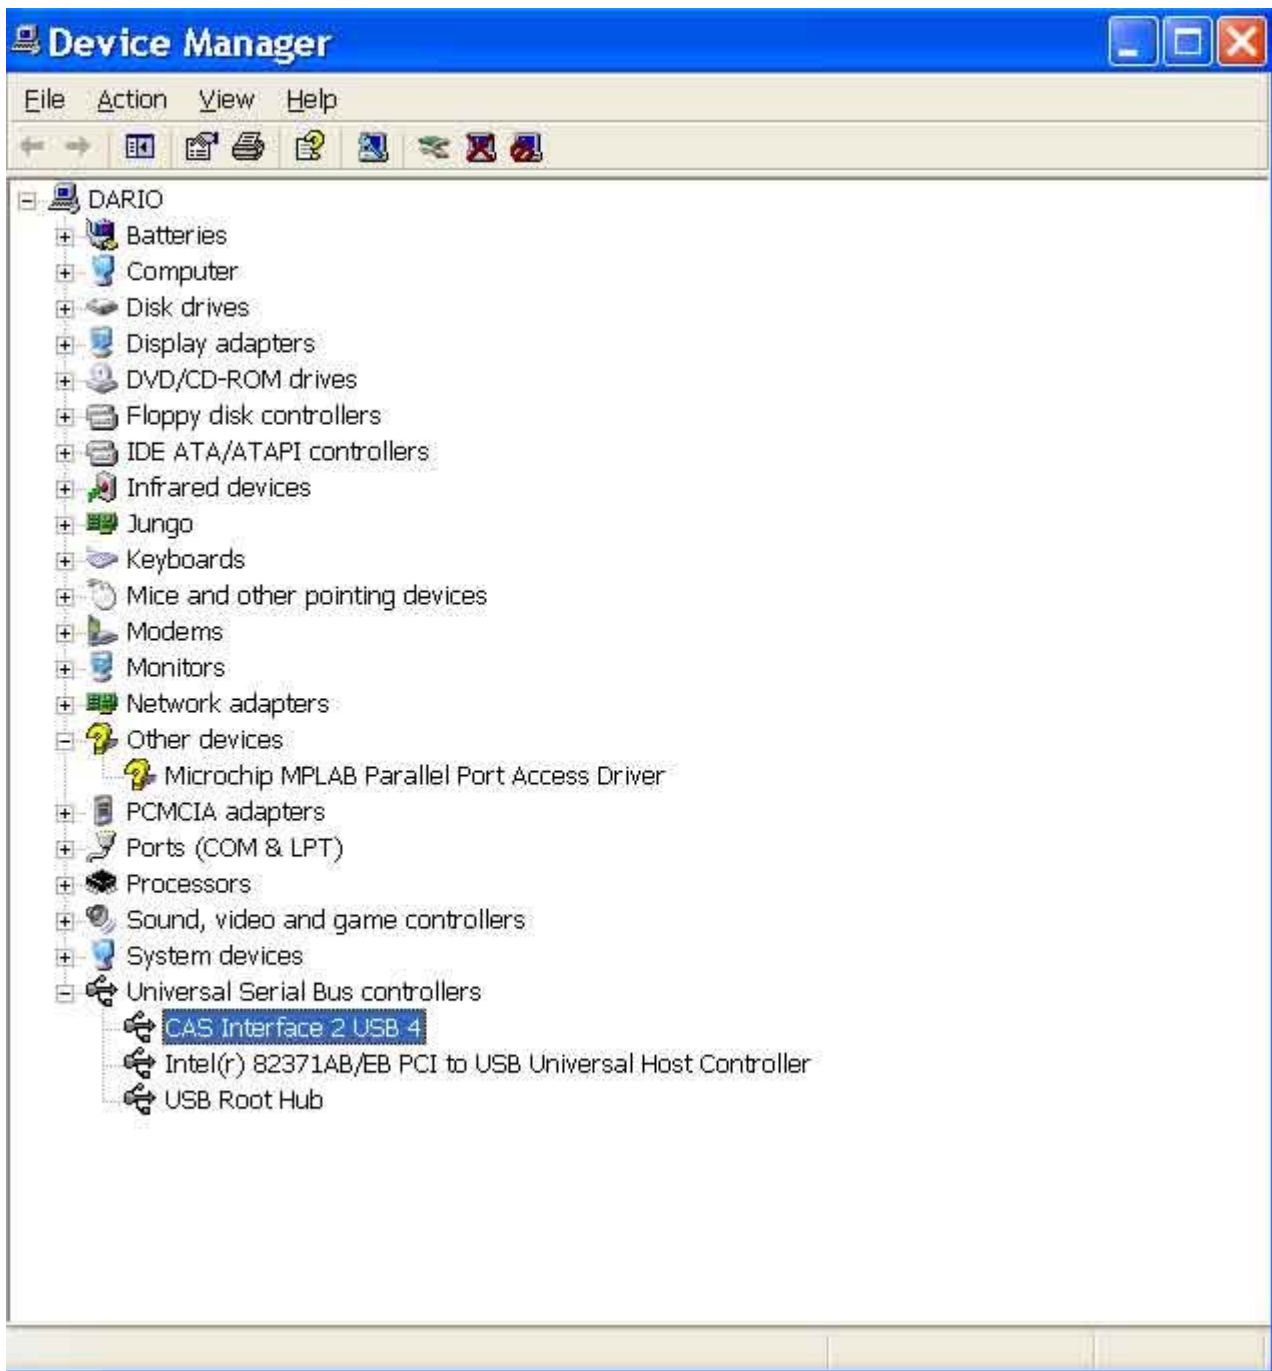 Device Manager
File Action View Help
DARIO
Batteries
Computer
Disk drives
Display adapters
DVD/CD-ROM drives
Floppy disk controllers
IDE ATA/ATAPI controllers
Infrared devices
Jungo
Keyboards
Mice and other pointing devices
Modems
Monitors
Network adapters
Other devices
Microchip MPLAB Parallel Port Access Driver
PCMCIA adapters
Ports (COM & LPT)
Processors
Sound, video and game controllers
System devices
Universal Serial Bus controllers
CAS Interface 2 USB 4
Intel(r) 82371AB/EB PCI to USB Universal Host Controller
USB Root Hub